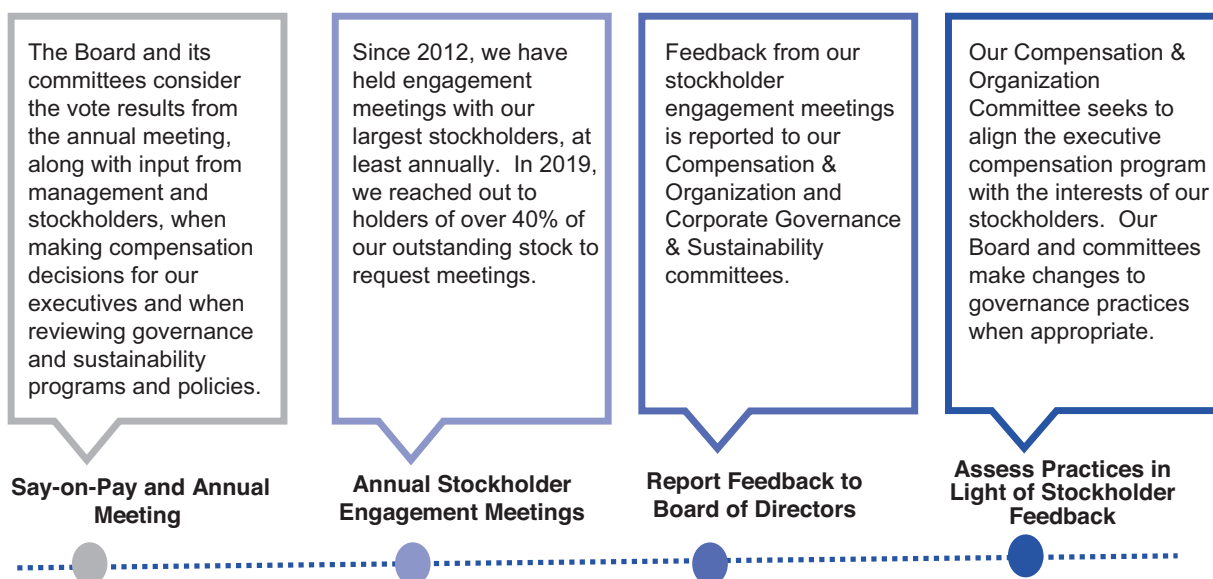 The Board and its
committees consider
the vote results from
the annual meeting,
along with input from
management and
stockholders, when
making compensation
decisions for our
executives and when
reviewing governance
and sustainability
programs and policies.
Say-on-Pay and Annual
Meeting
Since 2012, we have
held engagement
meetings with our
largest stockholders, at
least annually.  In 2019,
we reached out to
holders of over 40% of
our outstanding stock to
request meetings.
Annual Stockholder
Engagement Meetings
Feedback from our
stockholder
engagement meetings
is reported to our
Compensation &
Organization and
Corporate Governance
& Sustainability
committees.
Report Feedback to
Board of Directors
Our Compensation &
Organization
Committee seeks to
align the executive
compensation program
with the interests of our
stockholders.  Our
Board and committees
make changes to
governance practices
when appropriate.
Assess Practices in
Light of Stockholder
Feedback